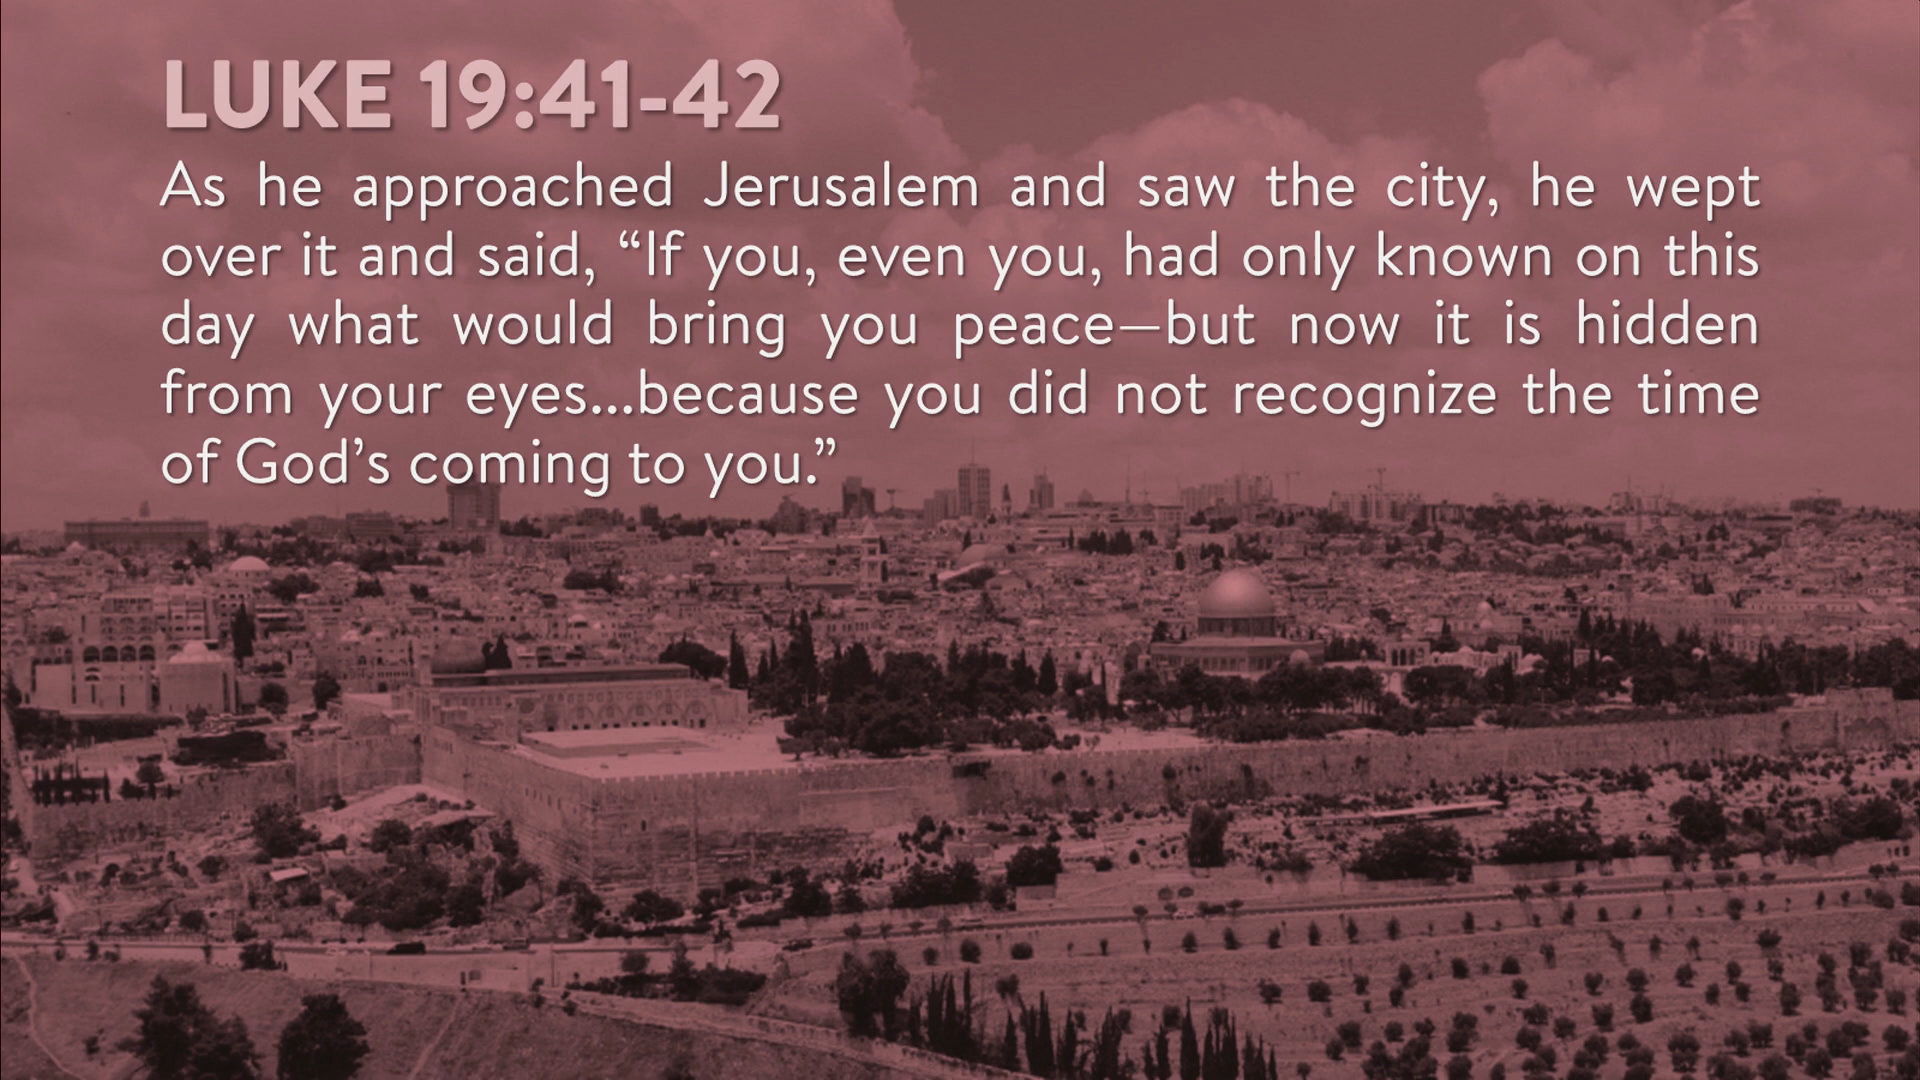 LUKE 19:41-42
As he approached Jerusalem and saw the city, he wept
over it and said, “If you, even you, had only known on this
day what would bring you peace—but now it is hidden
from your eyes...because you did not recognize the time
of God’s coming to you.”